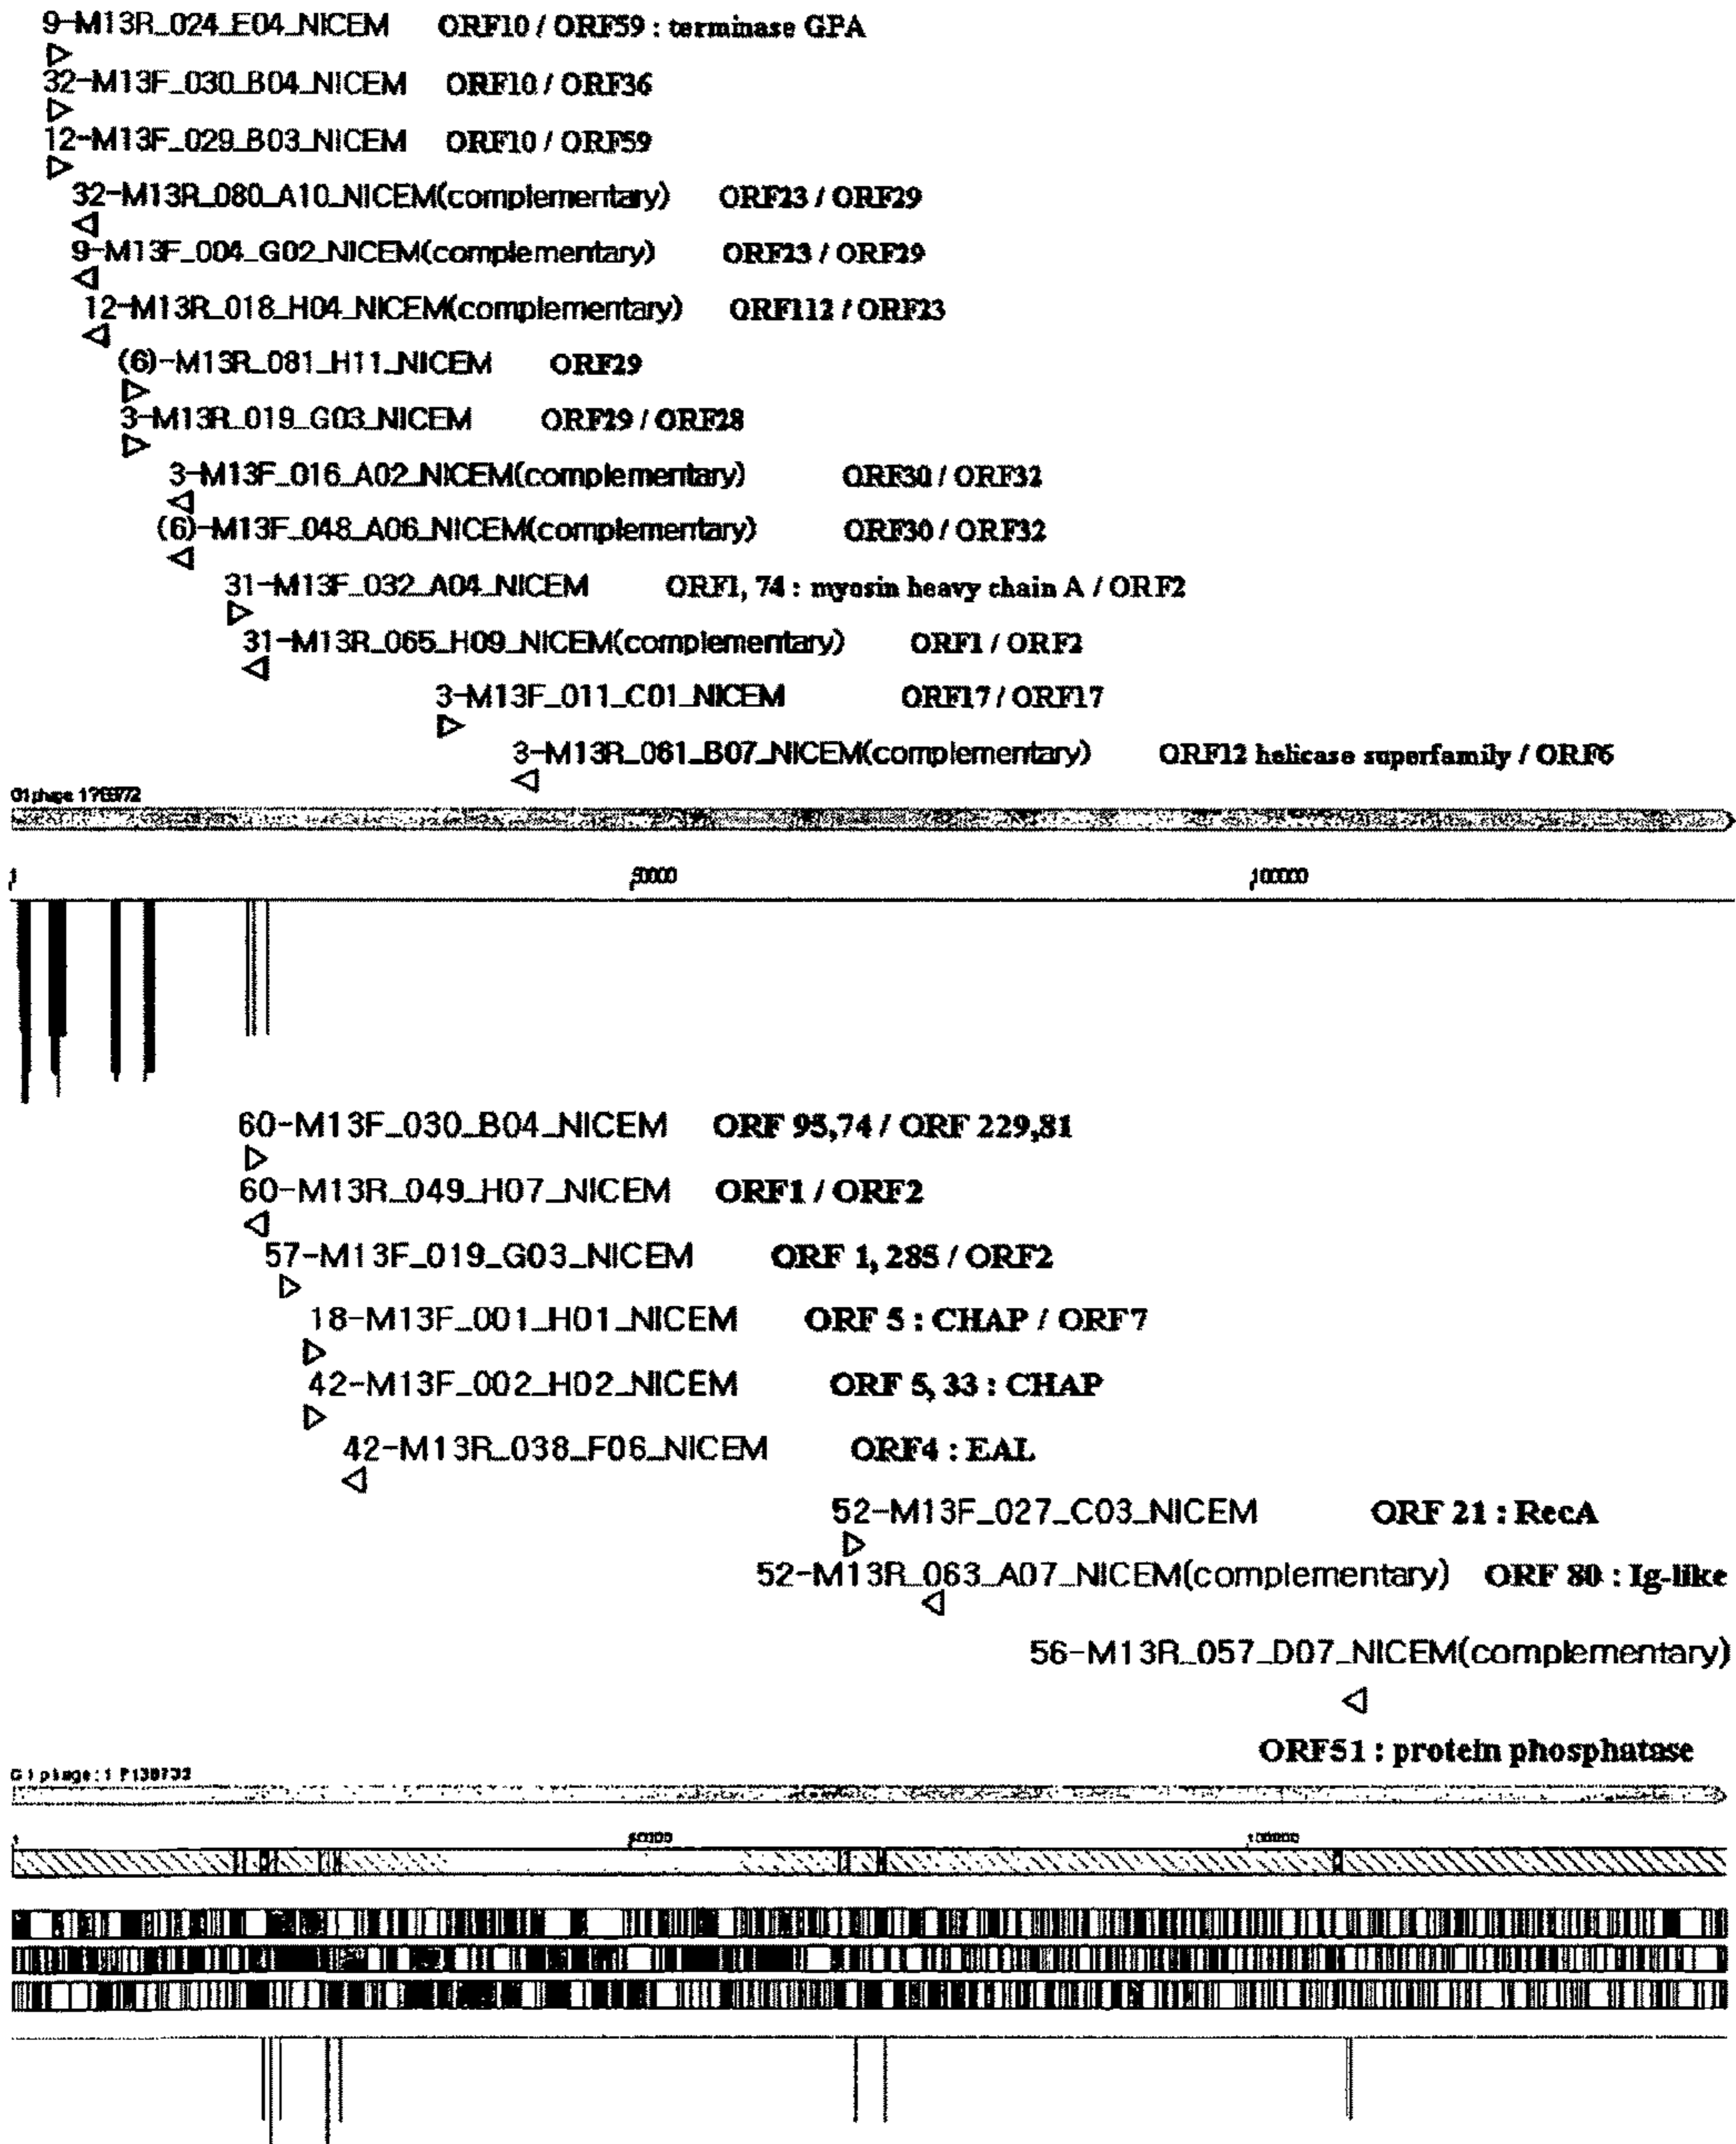 9-M13R_024_E04_NICEM ORF10 / ORF59 : terminase GPA
32-M13F_030_B04_NICEM ORF10 / ORF36
12-M13F_029_B03_NICEM ORF10 / ORF59
32-M13R_080_A10_NICEM(complementary) ORF23 / ORF29
9-M13F_004_G02_NICEM(complementary) ORF23 / ORF29
12-M13R_018_H04_NICEM(complementary) ORF112 / ORF23
(6)-M13R_081_H11_NICEM ORF29
3-M13R_019_G03_NICEM ORF29 / ORF28
3-M13F_016_A02_NICEM(complementary) ORF30 / ORF32
(6)-M13F_048_A06_NICEM(complementary) ORF30 / ORF32
31-M13F_032_A04_NICEM ORF1, 74 : myosin heavy chain A / ORF2
31-M13R_065_H09_NICEM(complementary) ORF1 / ORF2
3-M13F_011_C01_NICEM ORF17 / ORF17
3-M13R_061_B07_NICEM(complementary) ORF12 helicase superfamily / ORF6
phage
1 50000 100000
60-M13F_030_B04_NICEM ORF 95,74 / ORF 229,81
60-M13R_049_H07_NICEM ORF1 / ORF2
57-M13F_019_G03_NICEM ORF 1, 285 / ORF2
18-M13F_001_H01_NICEM ORF 5 : CHAP / ORF7
42-M13F_002_H02_NICEM ORF 5, 33 : CHAP
42-M13R_038_F06_NICEM ORF4 : EAL
52-M13F_027_C03_NICEM ORF 21 : RecA
52-M13R_063_A07_NICEM(complementary) ORF 80 : Ig-like
56-M13R_057_D07_NICEM(complementary)
ORF51 : protein phosphatase
1 50000 100000